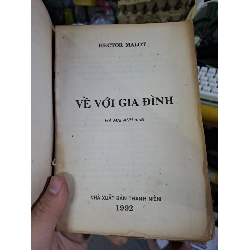 HECTOR MALOT
VỀ VỚI GIA ĐÌNH
NHÀ XUẤT BẢN THANH NIÊN
1992